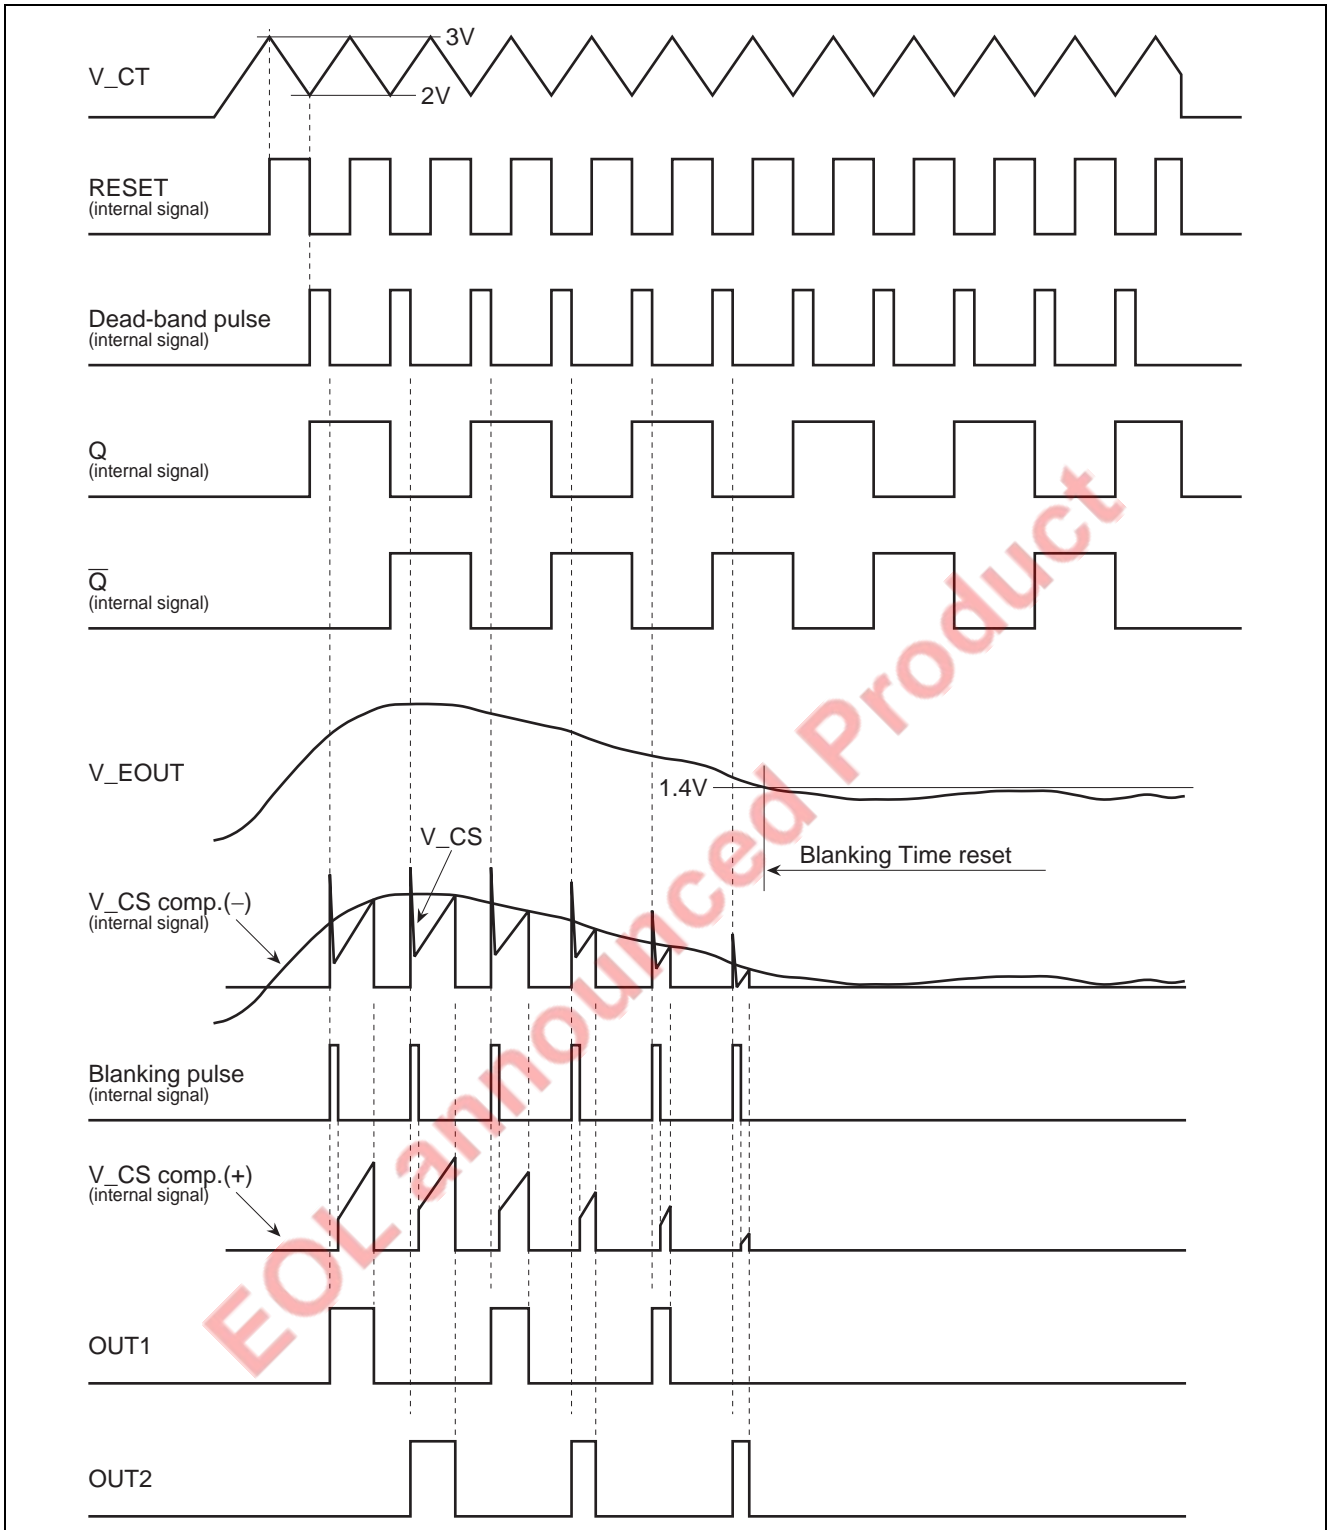 3V
V_CT
2V
RESET
(internal signal)
Dead-band pulse
(internal signal)
Q
(internal signal)
Q̅
(internal signal)
V_EOUT
1.4V
V_CS
Blanking Time reset
V_CS comp.(–)
(internal signal)
Blanking pulse
(internal signal)
V_CS comp.(+)
(internal signal)
OUT1
OUT2
EOL announced Product